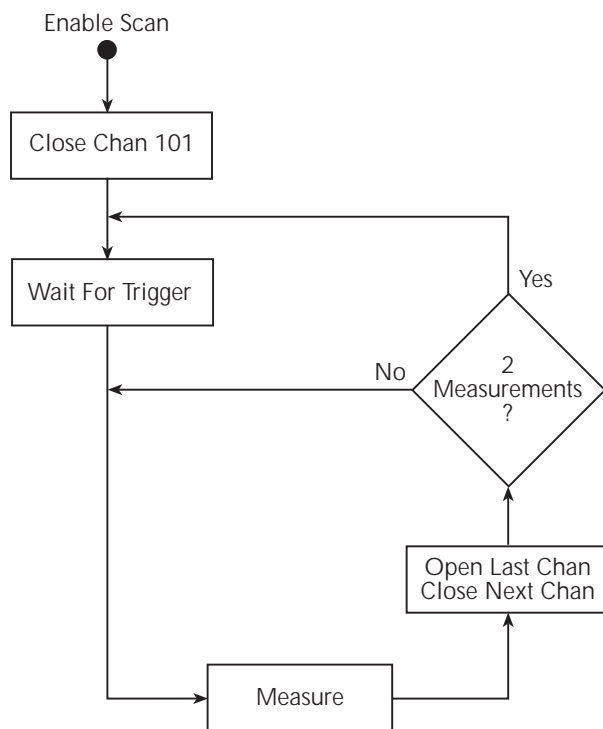 Enable Scan
Close Chan 101
Wait For Trigger
Yes
No
2
Measurements
?
Open Last Chan
Close Next Chan
Measure